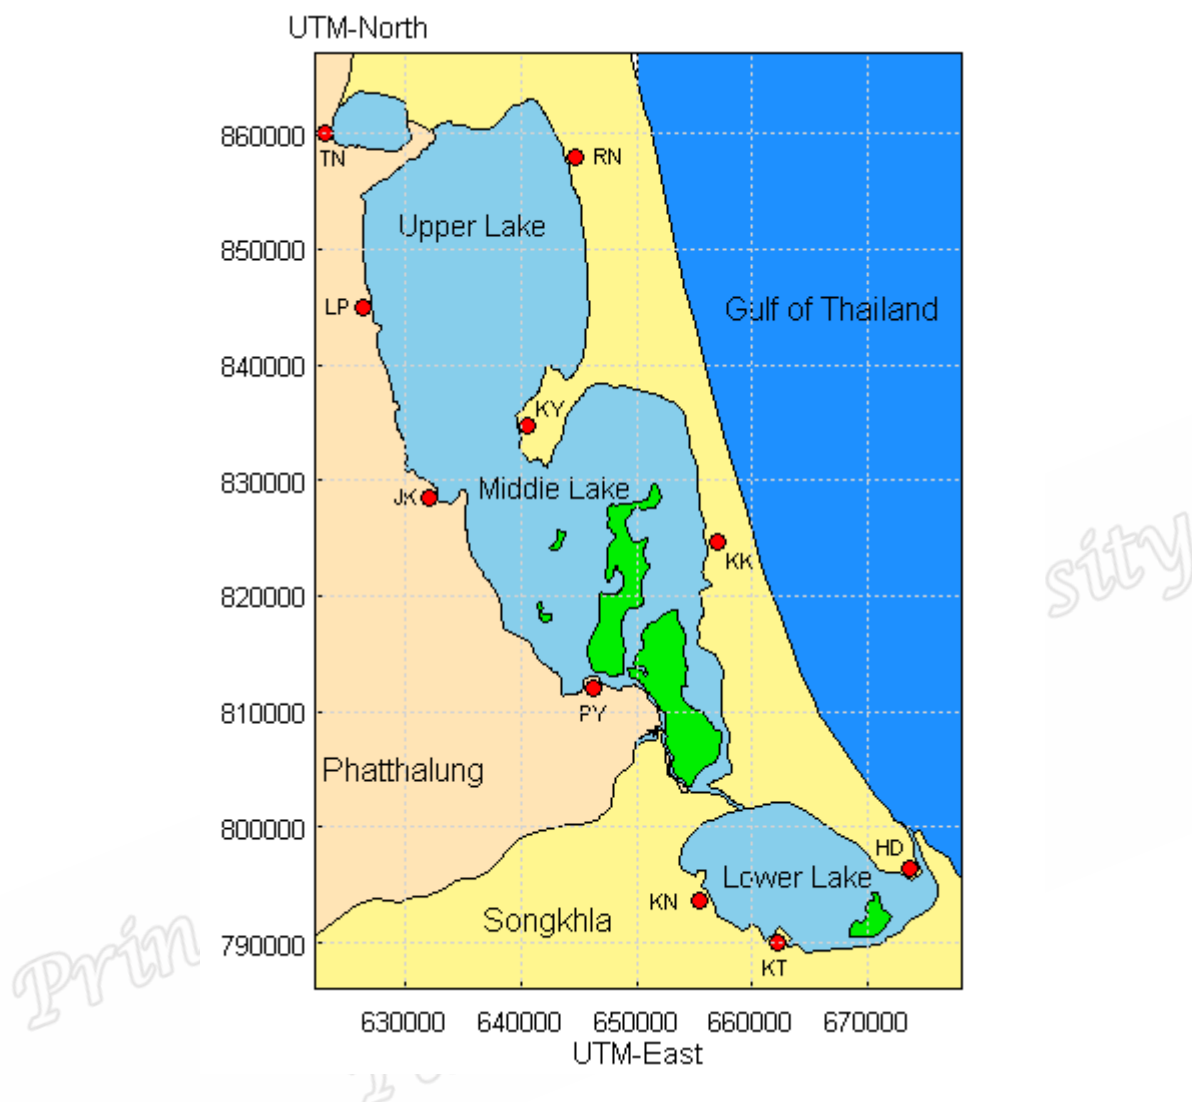 UTM-North
860000
TN
RN
Upper Lake
850000
LP
Gulf of Thailand
840000
KY
830000
Middle Lake
JK
KK
sity
820000
PY
810000
Phatthalung
800000
HD
Lower Lake
KN
Songkhla
790000
Prin
KT
630000 640000 650000 660000 670000
UTM-East